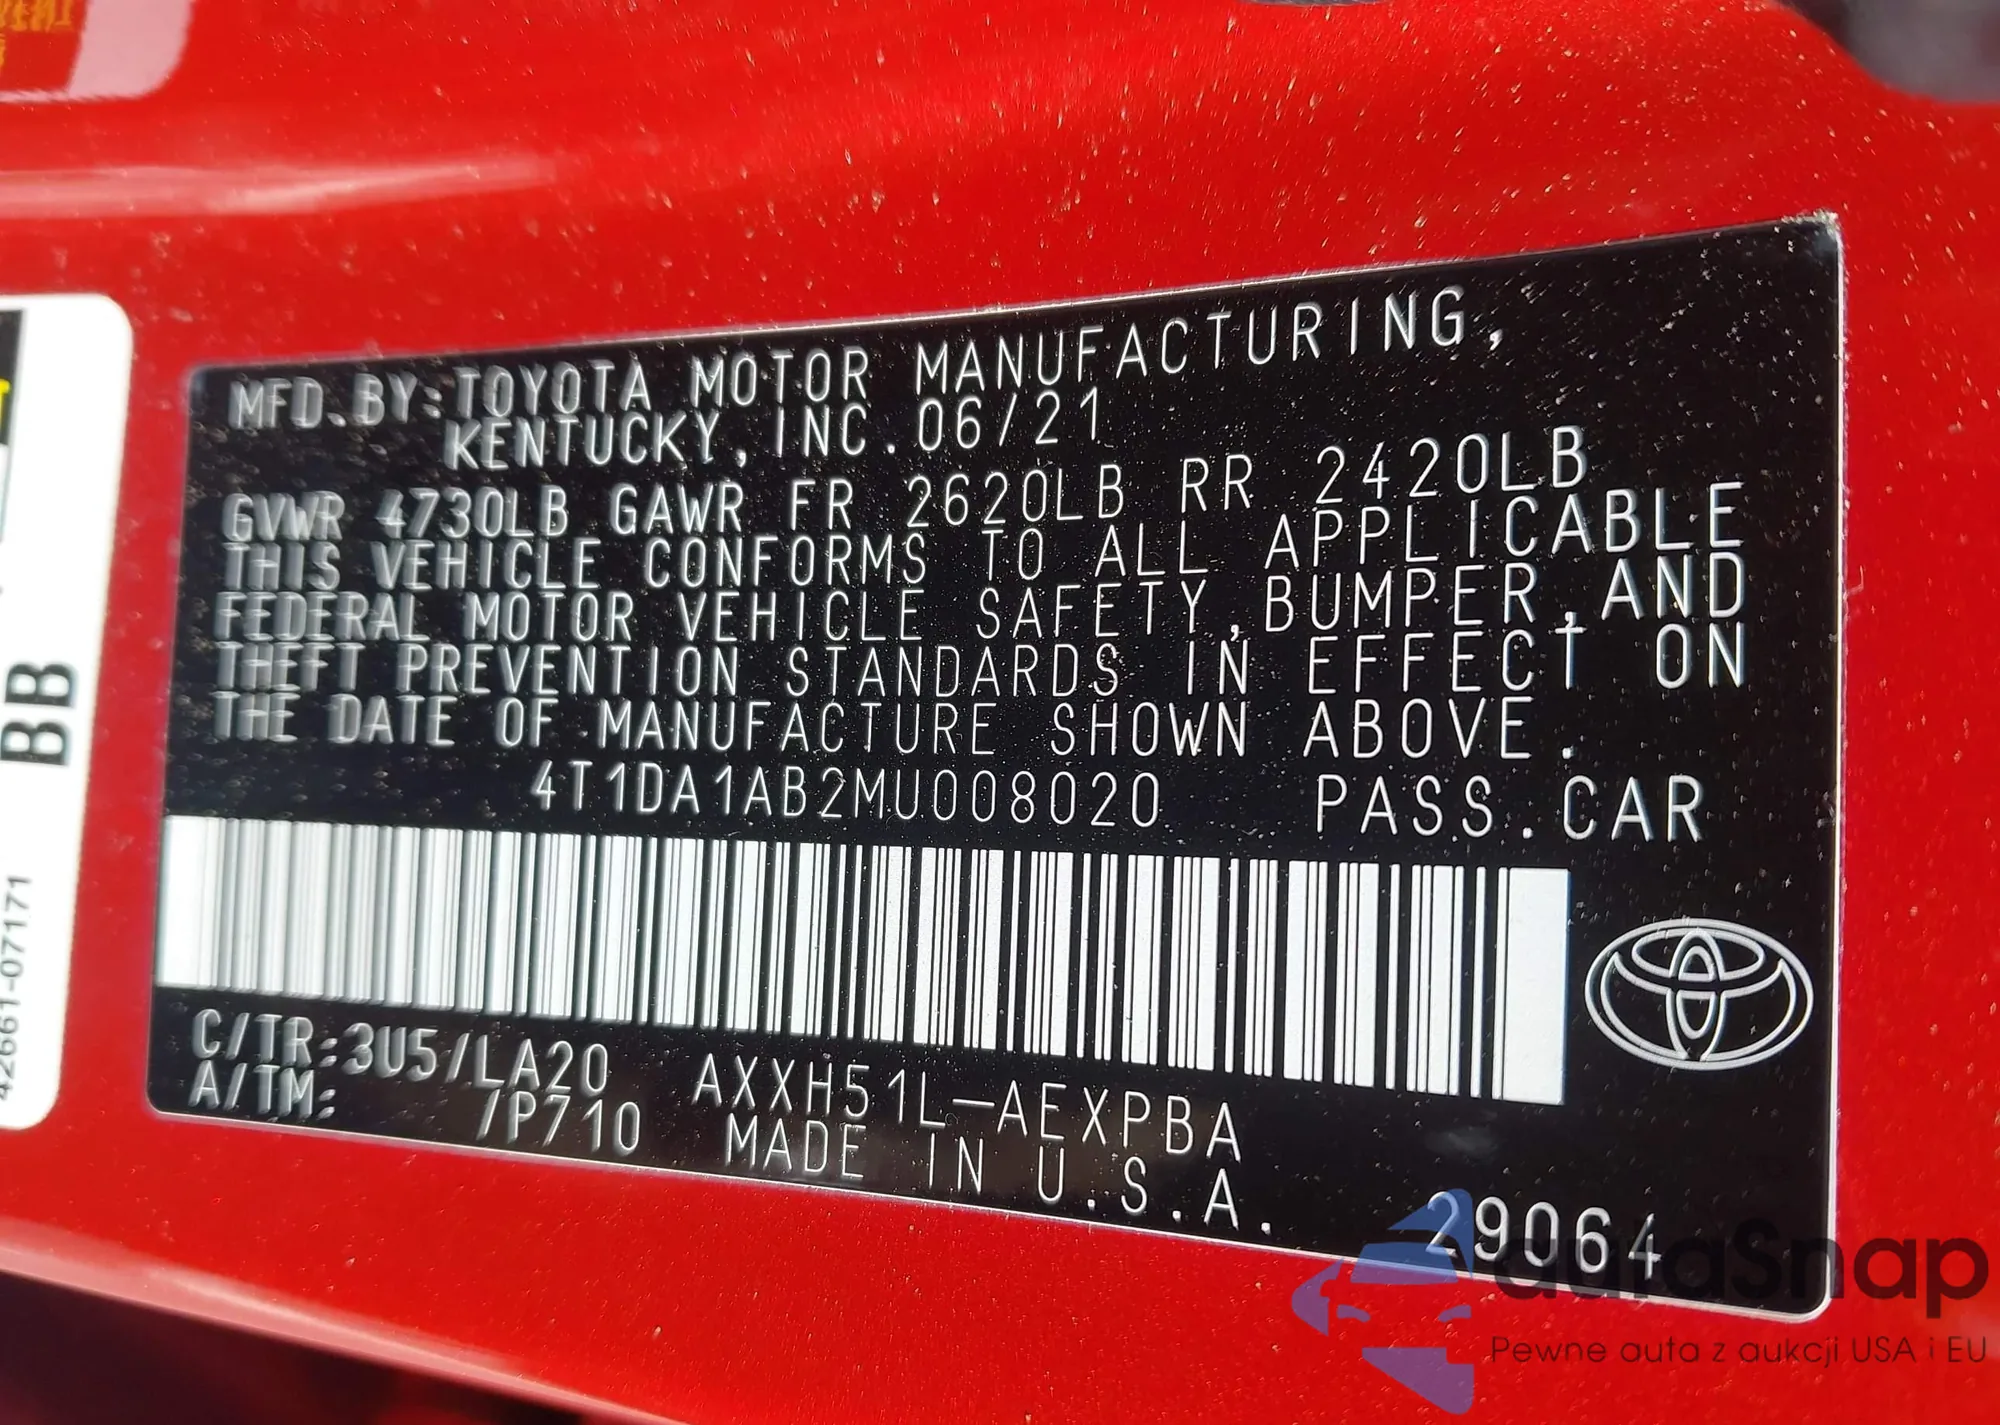 MFD.BY:TOYOTA MOTOR MANUFACTURING,
KENTUCKY,INC.06/21
GVWR 4730LB GAWR FR 2620LB RR 2420LB
THIS VEHICLE CONFORMS TO ALL APPLICABLE
FEDERAL MOTOR VEHICLE SAFETY,BUMPER,AND
THEFT PREVENTION STANDARDS IN EFFECT ON
THE DATE OF MANUFACTURE SHOWN ABOVE.
4T1DA1AB2MU008020 PASS.CAR
C/TR:3U5/LA20 AXXH51L-AEXPBA
A/TM: /P710 MADE IN U.S.A.
29064
BB
42661-07171
autaSnap
Pewne auta z aukcji USA i EU